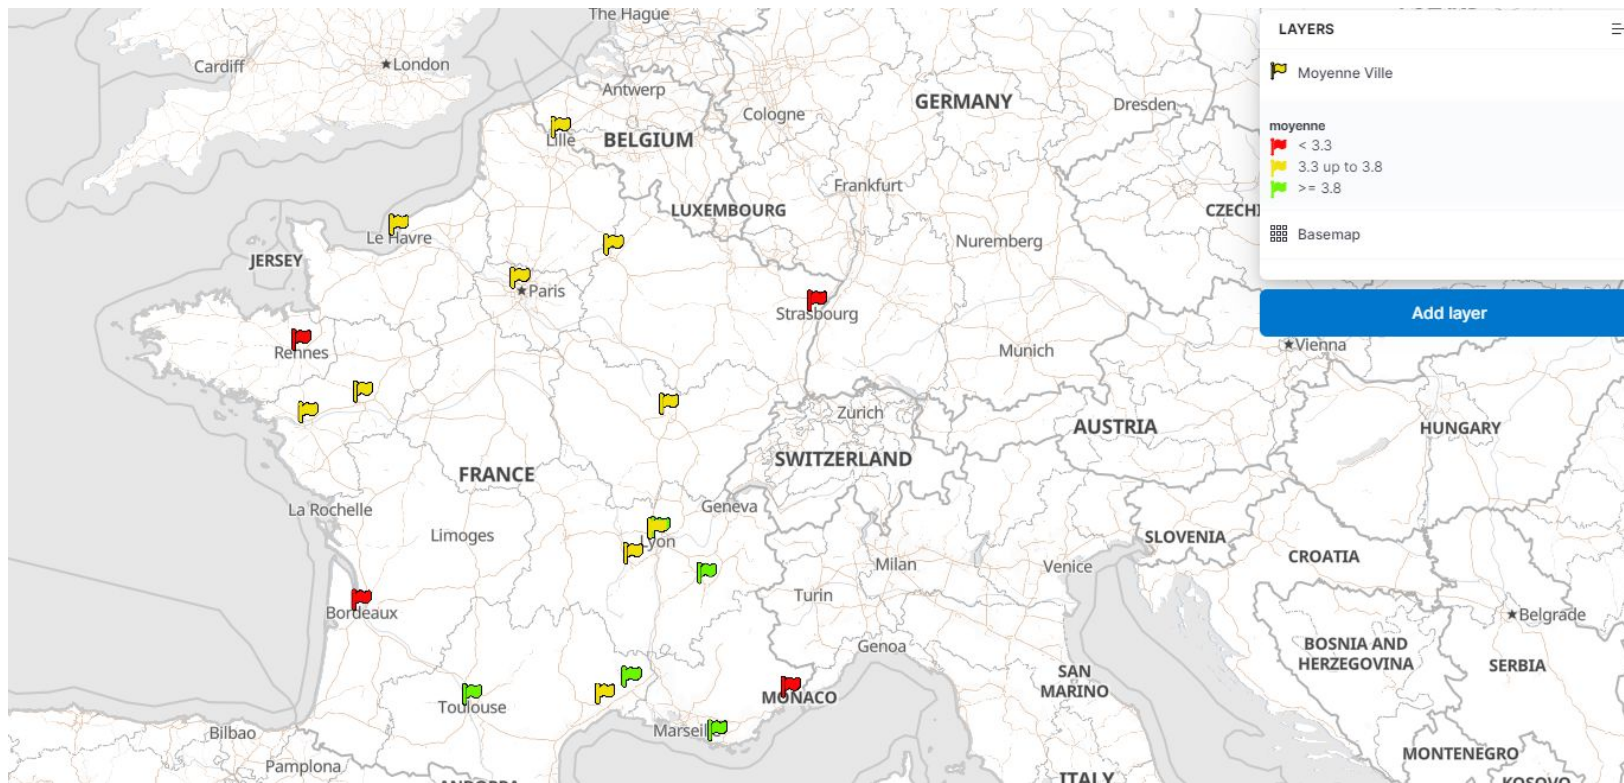 The Hague
LAYERS
Cardiff
London
Moyenne Ville
Antwerp
GERMANY
Dresden
Cologne
moyenne
Lille
BELGIUM
< 3.3
3.3 up to 3.8
>= 3.8
Frankfurt
LUXEMBOURG
CZECHI
Le Havre
Nuremberg
Basemap
JERSEY
Paris
Strasbourg
Add layer
Rennes
Munich
Vienna
Zurich
AUSTRIA
HUNGARY
SWITZERLAND
FRANCE
La Rochelle
Geneva
Limoges
Lyon
SLOVENIA
CROATIA
Milan
Venice
Turin
Bordeaux
Belgrade
Genoa
BOSNIA AND
HERZEGOVINA
SERBIA
SAN
MARINO
MONACO
Toulouse
Bilbao
Marseill
Pamplona
MONTENEGRO
ITALY
ANDORRA
KOSOVO